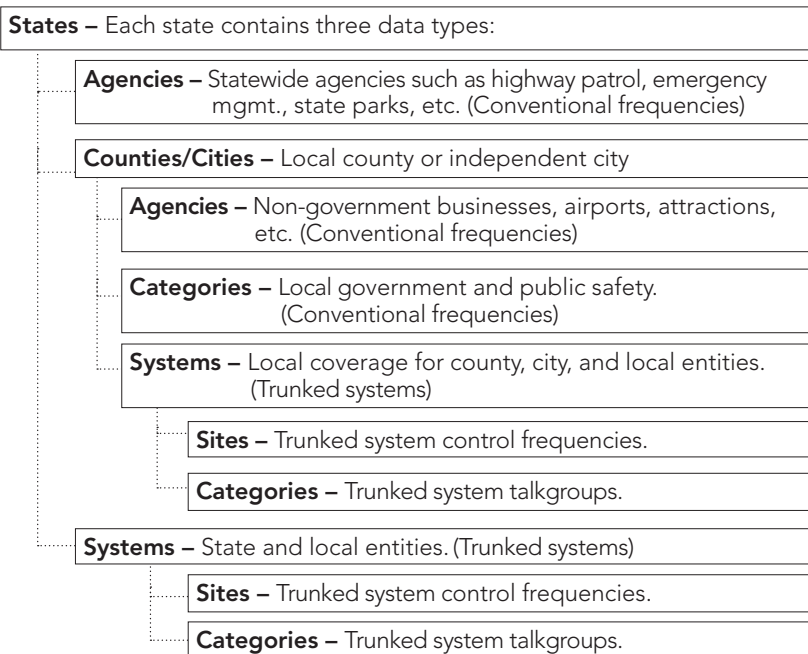 States – Each state contains three data types:
Agencies – Statewide agencies such as highway patrol, emergency
mgmt., state parks, etc. (Conventional frequencies)
Counties/Cities – Local county or independent city
Agencies – Non-government businesses, airports, attractions,
etc. (Conventional frequencies)
Categories – Local government and public safety.
(Conventional frequencies)
Systems – Local coverage for county, city, and local entities.
(Trunked systems)
Sites – Trunked system control frequencies.
Categories – Trunked system talkgroups.
Systems – State and local entities. (Trunked systems)
Sites – Trunked system control frequencies.
Categories – Trunked system talkgroups.